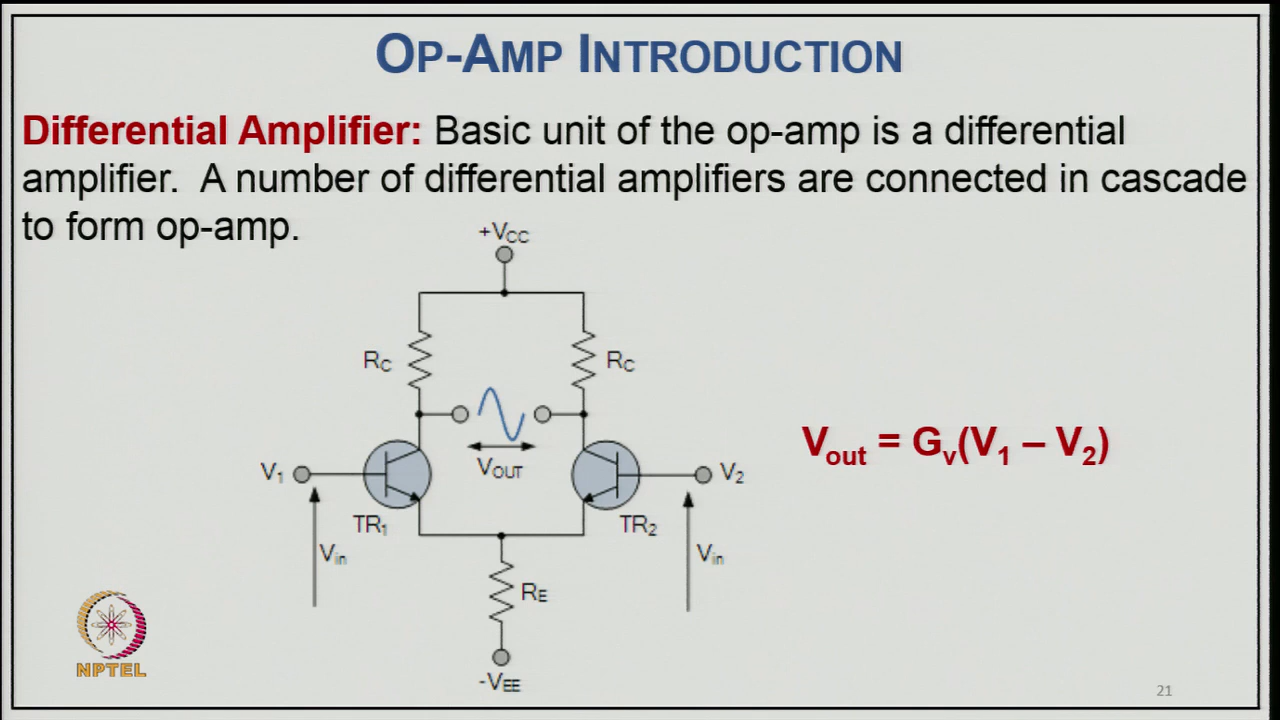 OP-AMP INTRODUCTION
Differential Amplifier: Basic unit of the op-amp is a differential
amplifier. A number of differential amplifiers are connected in cascade
to form op-amp.
+VCC
RC RC
VOUT
V1 V2
TR1 TR2
Vin Vin
RE
-VEE
Vout = Gv(V1 – V2)
NPTEL
21